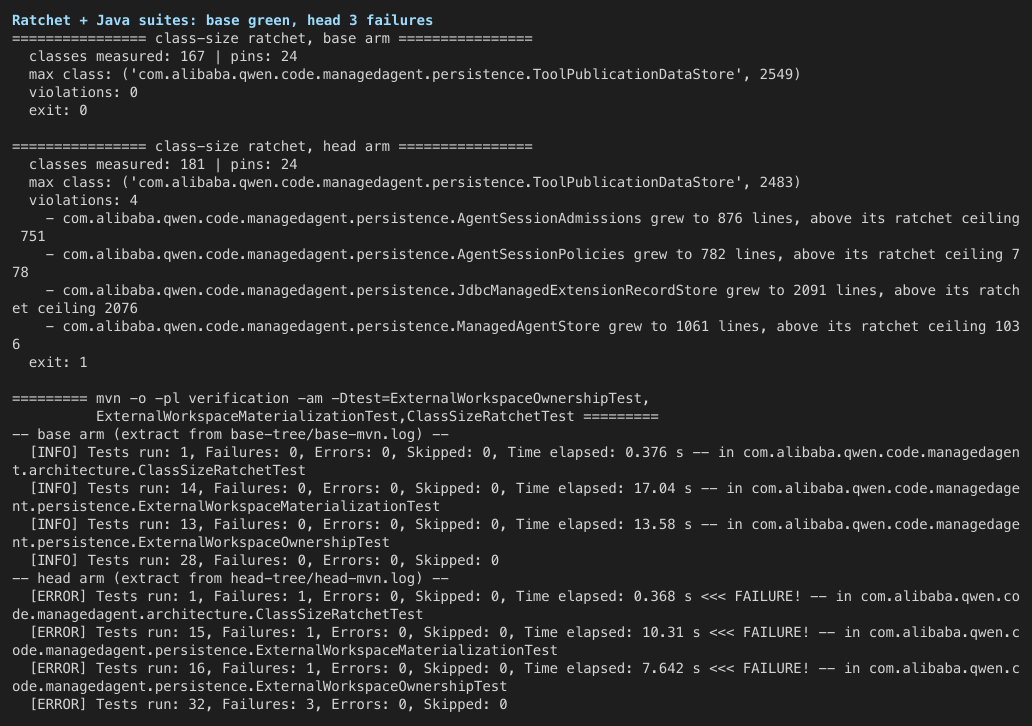 Ratchet + Java suites: base green, head 3 failures
================ class-size ratchet, base arm ================
  classes measured: 167 | pins: 24
  max class: ('com.alibaba.qwen.code.managedagent.persistence.ToolPublicationDataStore', 2549)
  violations: 0
  exit: 0

================ class-size ratchet, head arm ================
  classes measured: 181 | pins: 24
  max class: ('com.alibaba.qwen.code.managedagent.persistence.ToolPublicationDataStore', 2483)
  violations: 4
    - com.alibaba.qwen.code.managedagent.persistence.AgentSessionAdmissions grew to 876 lines, above its ratchet ceiling
 751
    - com.alibaba.qwen.code.managedagent.persistence.AgentSessionPolicies grew to 782 lines, above its ratchet ceiling 7
78
    - com.alibaba.qwen.code.managedagent.persistence.JdbcManagedExtensionRecordStore grew to 2091 lines, above its ratch
et ceiling 2076
    - com.alibaba.qwen.code.managedagent.persistence.ManagedAgentStore grew to 1061 lines, above its ratchet ceiling 103
6
  exit: 1

========= mvn -o -pl verification -am -Dtest=ExternalWorkspaceOwnershipTest,
          ExternalWorkspaceMaterializationTest,ClassSizeRatchetTest =========
-- base arm (extract from base-tree/base-mvn.log) --
  [INFO] Tests run: 1, Failures: 0, Errors: 0, Skipped: 0, Time elapsed: 0.376 s -- in com.alibaba.qwen.code.managedagen
t.architecture.ClassSizeRatchetTest
  [INFO] Tests run: 14, Failures: 0, Errors: 0, Skipped: 0, Time elapsed: 17.04 s -- in com.alibaba.qwen.code.managedage
nt.persistence.ExternalWorkspaceMaterializationTest
  [INFO] Tests run: 13, Failures: 0, Errors: 0, Skipped: 0, Time elapsed: 13.58 s -- in com.alibaba.qwen.code.managedage
nt.persistence.ExternalWorkspaceOwnershipTest
  [INFO] Tests run: 28, Failures: 0, Errors: 0, Skipped: 0
-- head arm (extract from head-tree/head-mvn.log) --
  [ERROR] Tests run: 1, Failures: 1, Errors: 0, Skipped: 0, Time elapsed: 0.368 s <<< FAILURE! -- in com.alibaba.qwen.co
de.managedagent.architecture.ClassSizeRatchetTest
  [ERROR] Tests run: 15, Failures: 1, Errors: 0, Skipped: 0, Time elapsed: 10.31 s <<< FAILURE! -- in com.alibaba.qwen.c
ode.managedagent.persistence.ExternalWorkspaceMaterializationTest
  [ERROR] Tests run: 16, Failures: 1, Errors: 0, Skipped: 0, Time elapsed: 7.642 s <<< FAILURE! -- in com.alibaba.qwen.c
ode.managedagent.persistence.ExternalWorkspaceOwnershipTest
  [ERROR] Tests run: 32, Failures: 3, Errors: 0, Skipped: 0